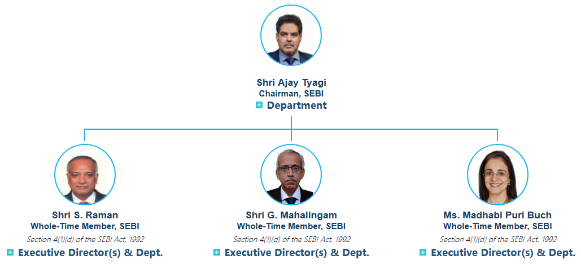 Shri Ajay Tyagi
Chairman, SEBI
Department
Shri S. Raman
Whole-Time Member, SEBI
Section 4(1)(d) of the SEBI Act, 1992
Executive Director(s) & Dept.
Shri G. Mahalingam
Whole-Time Member, SEBI
Section 4(1)(d) of the SEBI Act, 1992
Executive Director(s) & Dept.
Ms. Madhabi Puri Buch
Whole-Time Member, SEBI
Section 4(1)(d) of the SEBI Act, 1992
Executive Director(s) & Dept.